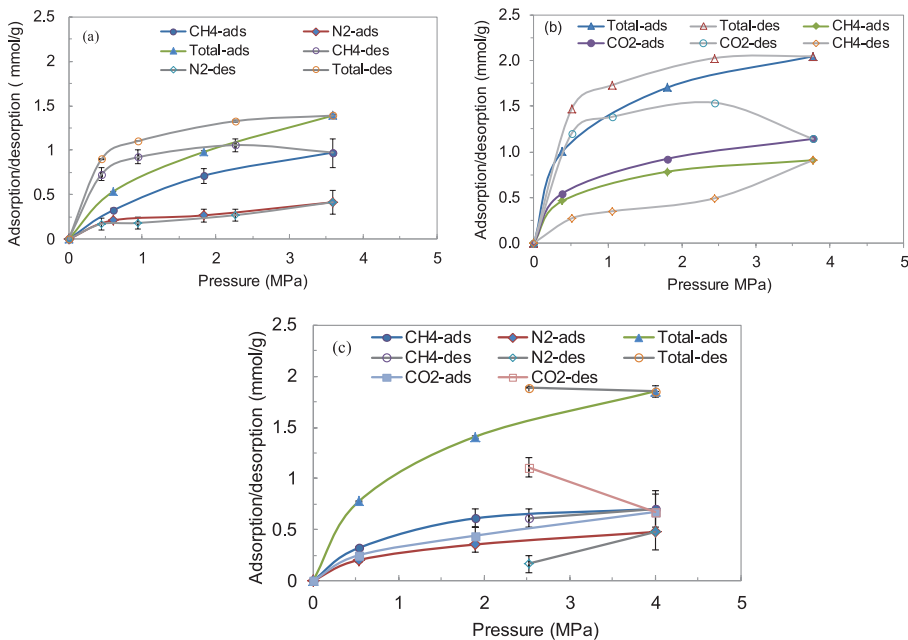 (a)
CH4-ads N2-ads
Total-ads CH4-des
N2-des Total-des
2.5
2
1.5
1
0.5
0
0 1 2 3 4 5
Adsorption/desorption ( mmol/g)
Pressure (MPa)
(b)
Total-ads Total-des CH4-ads
CO2-ads CO2-des CH4-des
2.5
2.0
1.5
1.0
0.5
0.0
0 1 2 3 4 5
Adsorption/desorption (mmol/g)
Pressure MPa)
(c)
CH4-ads N2-ads Total-ads
CH4-des N2-des Total-des
CO2-ads CO2-des
2.5
2
1.5
1
0.5
0
0 1 2 3 4 5
Adsorption/desorption (mmol/g)
Pressure (MPa)